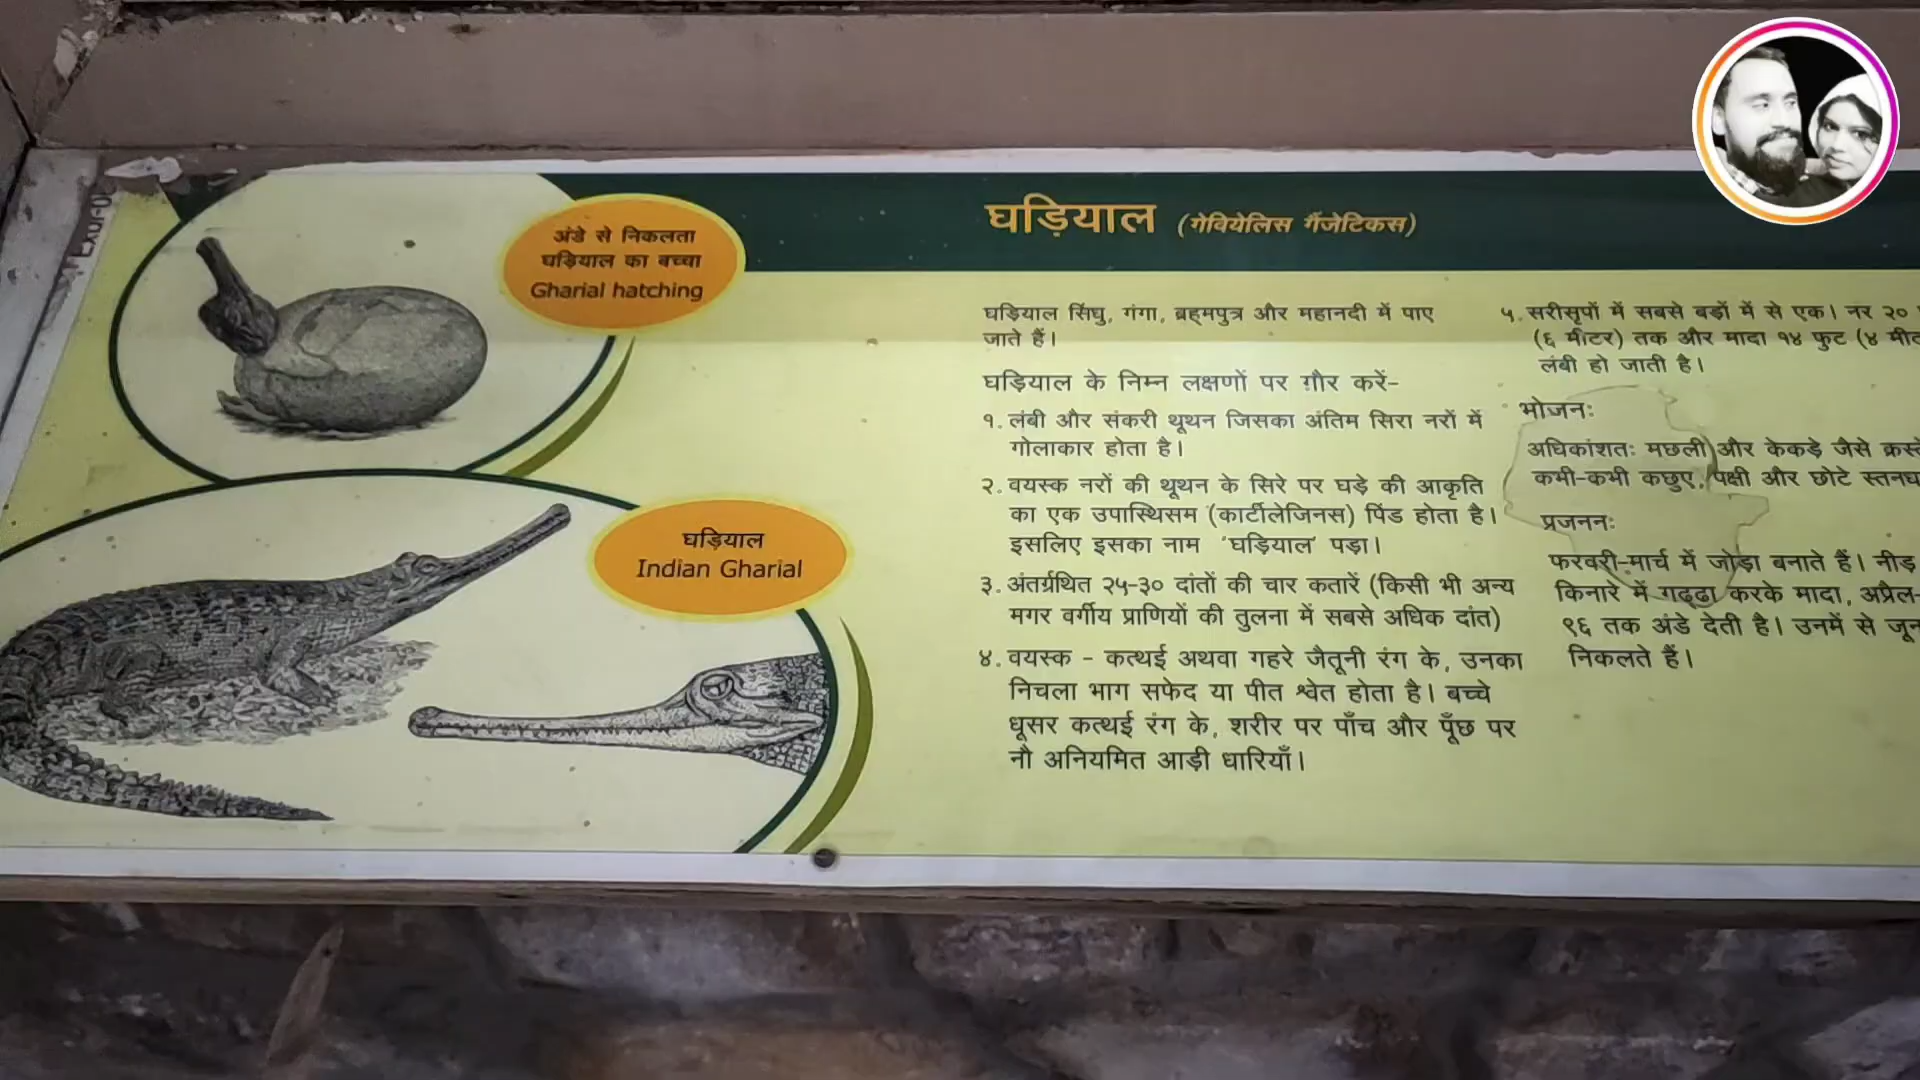 अंडे से निकलता
घड़ियाल का बच्चा
Gharial hatching
घड़ियाल
Indian Gharial
घड़ियाल (गेवियेलिस गैंजेटिकस)
घड़ियाल सिंघु, गंगा, ब्रह्मपुत्र और महानदी में पाए
जाते हैं।
घड़ियाल के निम्न लक्षणों पर ग़ौर करें-
१. लंबी और संकरी थूथन जिसका अंतिम सिरा नरों में
गोलाकार होता है।
२. वयस्क नरों की थूथन के सिरे पर घड़े की आकृति
का एक उपास्थिसम (कार्टीलेजिनस) पिंड होता है।
इसलिए इसका नाम 'घड़ियाल' पड़ा।
३. अंतर्ग्रथित २५-३० दांतों की चार कतारें (किसी भी अन्य
मगर वर्गीय प्राणियों की तुलना में सबसे अधिक दांत)
४. वयस्क - कत्थई अथवा गहरे जैतूनी रंग के, उनका
निचला भाग सफेद या पीत श्वेत होता है। बच्चे
धूसर कत्थई रंग के, शरीर पर पाँच और पूँछ पर
नौ अनियमित आड़ी धारियाँ।
५. सरीसृपों में सबसे बड़ों में से एक। नर २०
(६ मीटर) तक और मादा १४ फुट (४
लंबी हो जाती है।
भोजनः
अधिकांशतः मछली और केकड़े जैसे
कभी-कभी कछुए, पक्षी और छोटे
प्रजननः
फरवरी-मार्च में जोड़ा बनाते हैं। नीड़
किनारे में गढ्ढा करके मादा, अप्रैल-
९६ तक अंडे देती है। उनमें से जून
निकलते हैं।